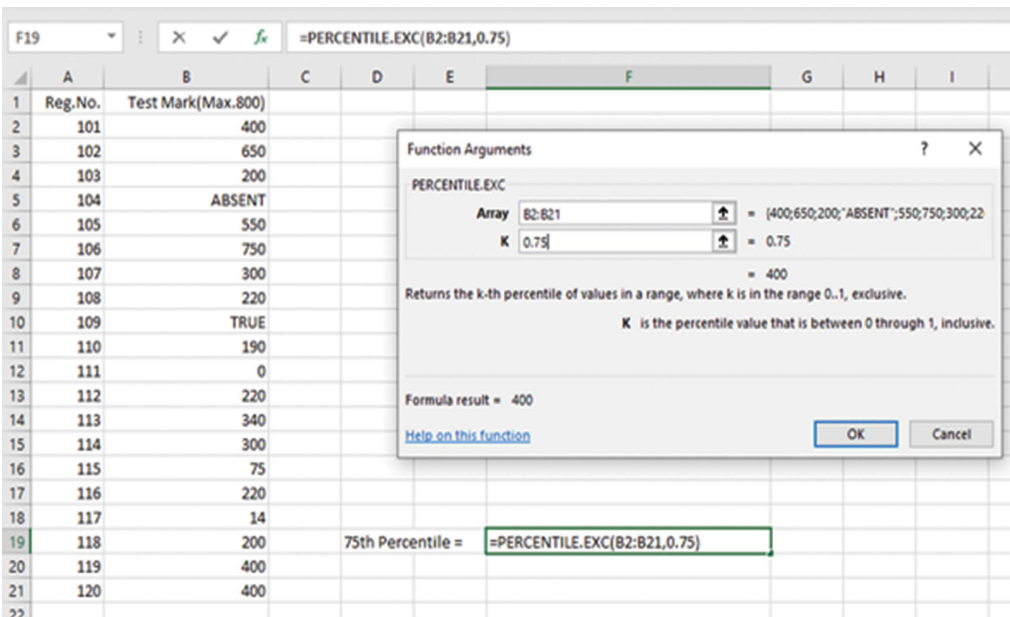 F19 =PERCENTILE.EXC(B2:B21,0.75)
A B C D E F G H I
1 Reg.No. Test Mark(Max.800)
2 101 400
3 102 650
4 103 200
5 104 ABSENT
6 105 550
7 106 750
8 107 300
9 108 220
10 109 TRUE
11 110 190
12 111 0
13 112 220
14 113 340
15 114 300
16 115 75
17 116 220
18 117 14
19 118 200 75th Percentile = =PERCENTILE.EXC(B2:B21,0.75)
20 119 400
21 120 400
22
Function Arguments ? ×
PERCENTILE.EXC
Array B2:B21 = {400;650;200;"ABSENT";550;750;300;22
K 0.75 = 0.75
= 400
Returns the k-th percentile of values in a range, where k is in the range 0..1, exclusive.
K is the percentile value that is between 0 through 1, inclusive.
Formula result = 400
Help on this function OK Cancel